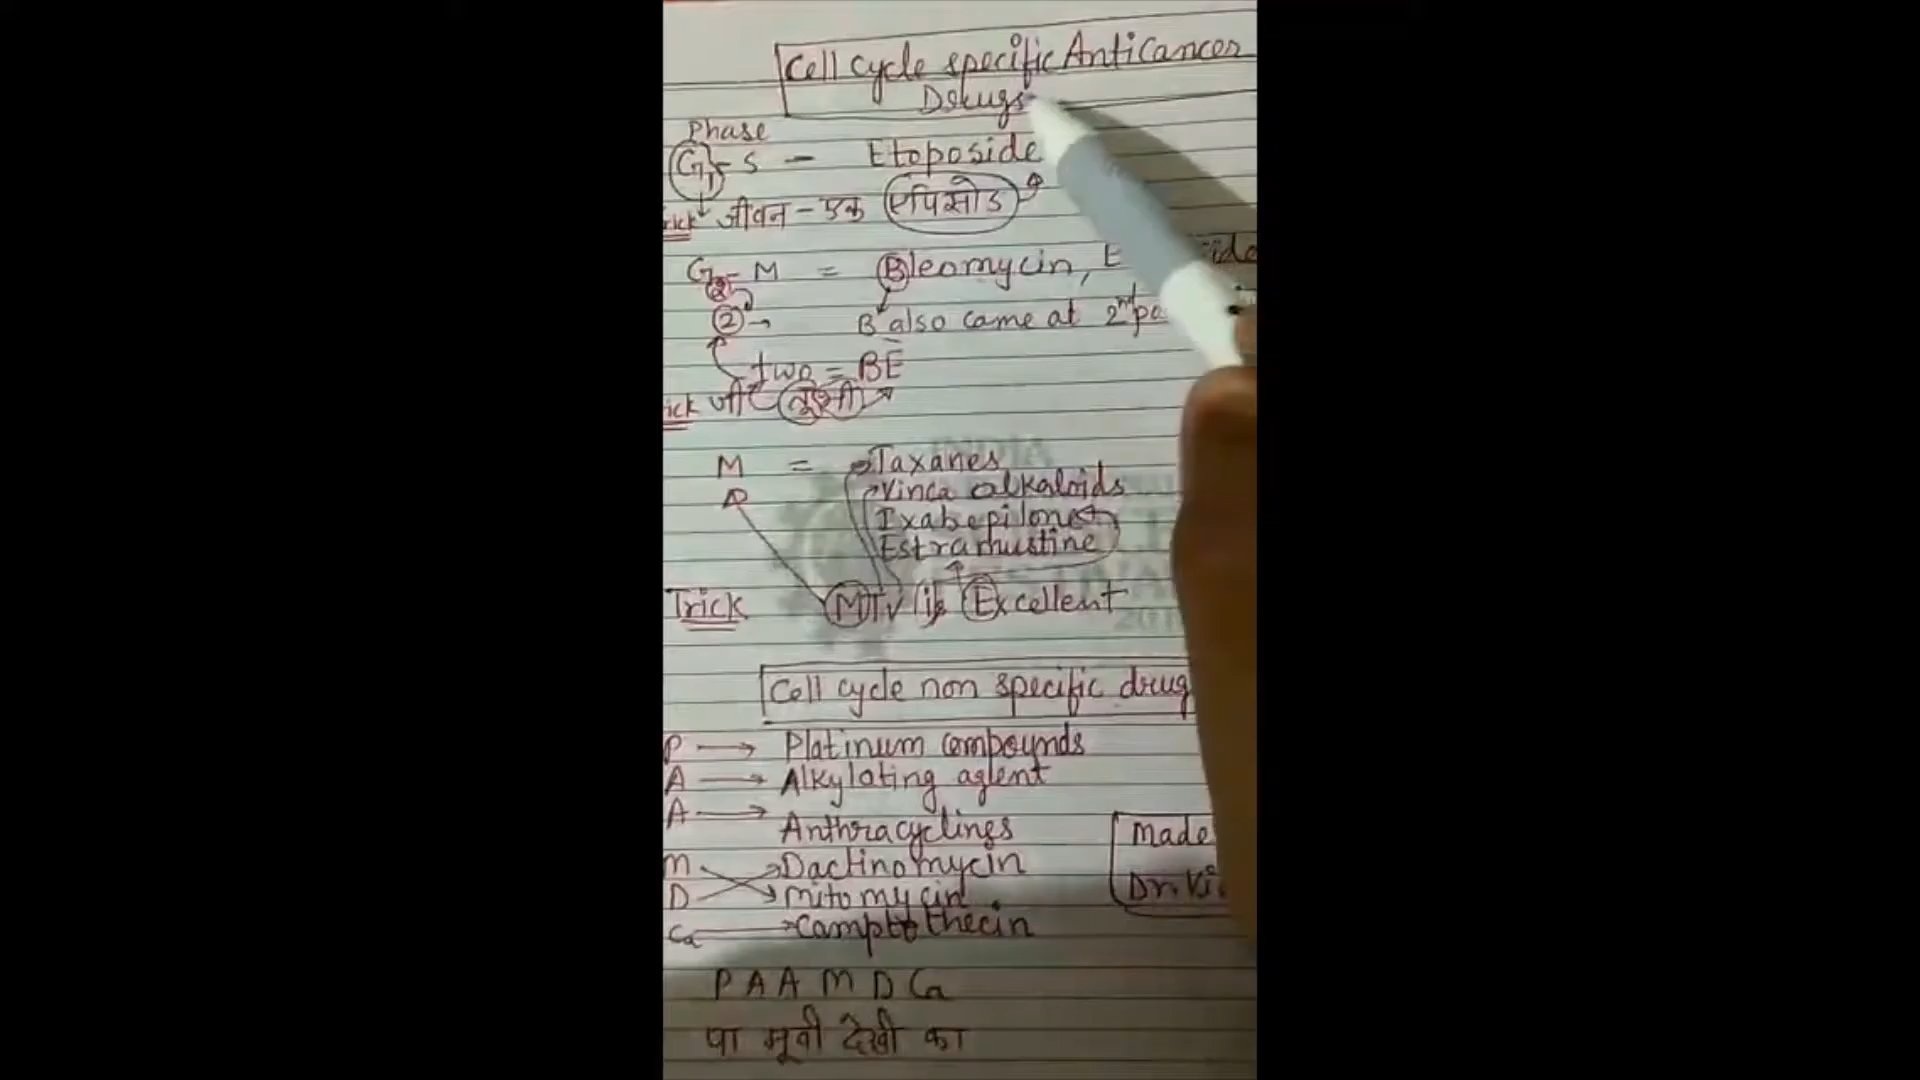 Cell cycle specific Anticancer
Drugs
Phase
G1-S - Etoposide
जीवन - एक एपिसोड
G2-M = Bleomycin, E
2 → B also came at 2nd
two = BE
M = Taxanes
Vinca alkaloids
Ixabepilone
Estramustine
Trick MTV is Excellent
Cell cycle non specific drug
P → Platinum compounds
A → Alkylating agent
A → Anthracyclines
M Dactinomycin
D Mitomycin
Ca → Camptothecin
Made
Dr. Vi
P A A M D Ca
पा मूवी देखी का